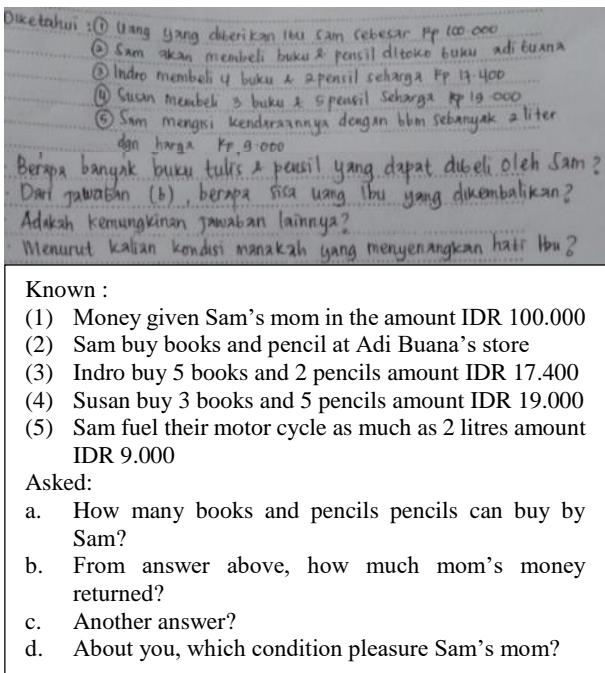 Diketahui : ① Uang yang diberikan Ibu Sam sebesar Rp 100.000
② Sam akan membeli buku & pensil ditoko buku adi buana
③ Indro membeli 4 buku & 2 pensil seharga Rp 17.400
④ Susan membeli 3 buku & 5 pensil seharga Rp 19.000
⑤ Sam mengisi kendaraannya dengan bbm sebanyak 2 liter
dgn harga Rp. 9.000
Berapa banyak buku tulis & pensil yang dapat dibeli oleh Sam?
Dari jawaban (b), berapa sisa uang Ibu yang dikembalikan?
Adakah kemungkinan jawaban lainnya?
Menurut kalian kondisi manakah yang menyenangkan hati Ibu?
Known :
(1) Money given Sam's mom in the amount IDR 100.000
(2) Sam buy books and pencil at Adi Buana's store
(3) Indro buy 5 books and 2 pencils amount IDR 17.400
(4) Susan buy 3 books and 5 pencils amount IDR 19.000
(5) Sam fuel their motor cycle as much as 2 litres amount
IDR 9.000
Asked:
a. How many books and pencils pencils can buy by
Sam?
b. From answer above, how much mom's money
returned?
c. Another answer?
d. About you, which condition pleasure Sam's mom?